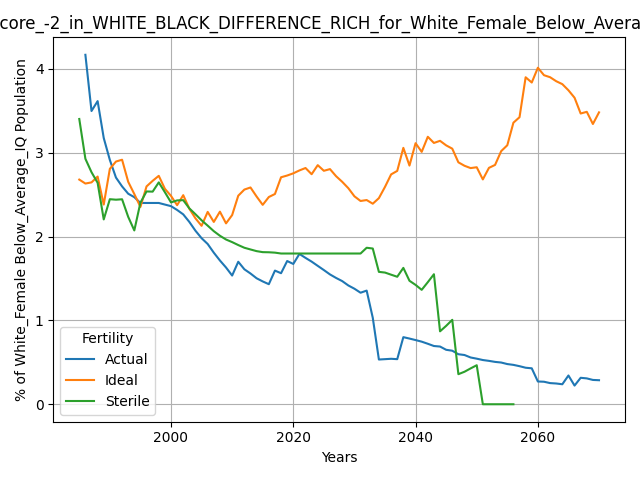 core_-2_in_WHITE_BLACK_DIFFERENCE_RICH_for_White_Female_Below_Avera
% of White_Female Below_Average_IQ Population
4
3
2
1
0
Fertility
Actual
Ideal
Sterile
2000 2020 2040 2060
Years